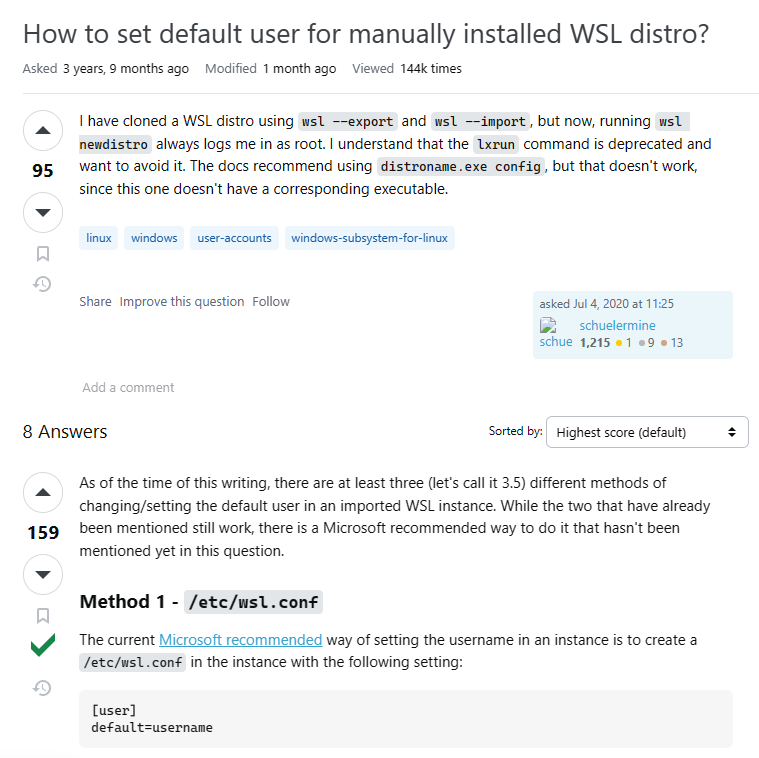 How to set default user for manually installed WSL distro?
Asked 3 years, 9 months ago Modified 1 month ago Viewed 144k times
I have cloned a WSL distro using wsl --export and wsl --import, but now, running wsl
newdistro always logs me in as root. I understand that the lxrun command is deprecated and
want to avoid it. The docs recommend using distroname.exe config, but that doesn't work,
since this one doesn't have a corresponding executable.
95
linux windows user-accounts windows-subsystem-for-linux
Share Improve this question Follow
asked Jul 4, 2020 at 11:25
schuelermine
schue 1,215 1 9 13
Add a comment
8 Answers
Sorted by: Highest score (default)
As of the time of this writing, there are at least three (let's call it 3.5) different methods of
changing/setting the default user in an imported WSL instance. While the two that have already
been mentioned still work, there is a Microsoft recommended way to do it that hasn't been
mentioned yet in this question.
159
Method 1 - /etc/wsl.conf
The current Microsoft recommended way of setting the username in an instance is to create a
/etc/wsl.conf in the instance with the following setting:
[user]
default=username